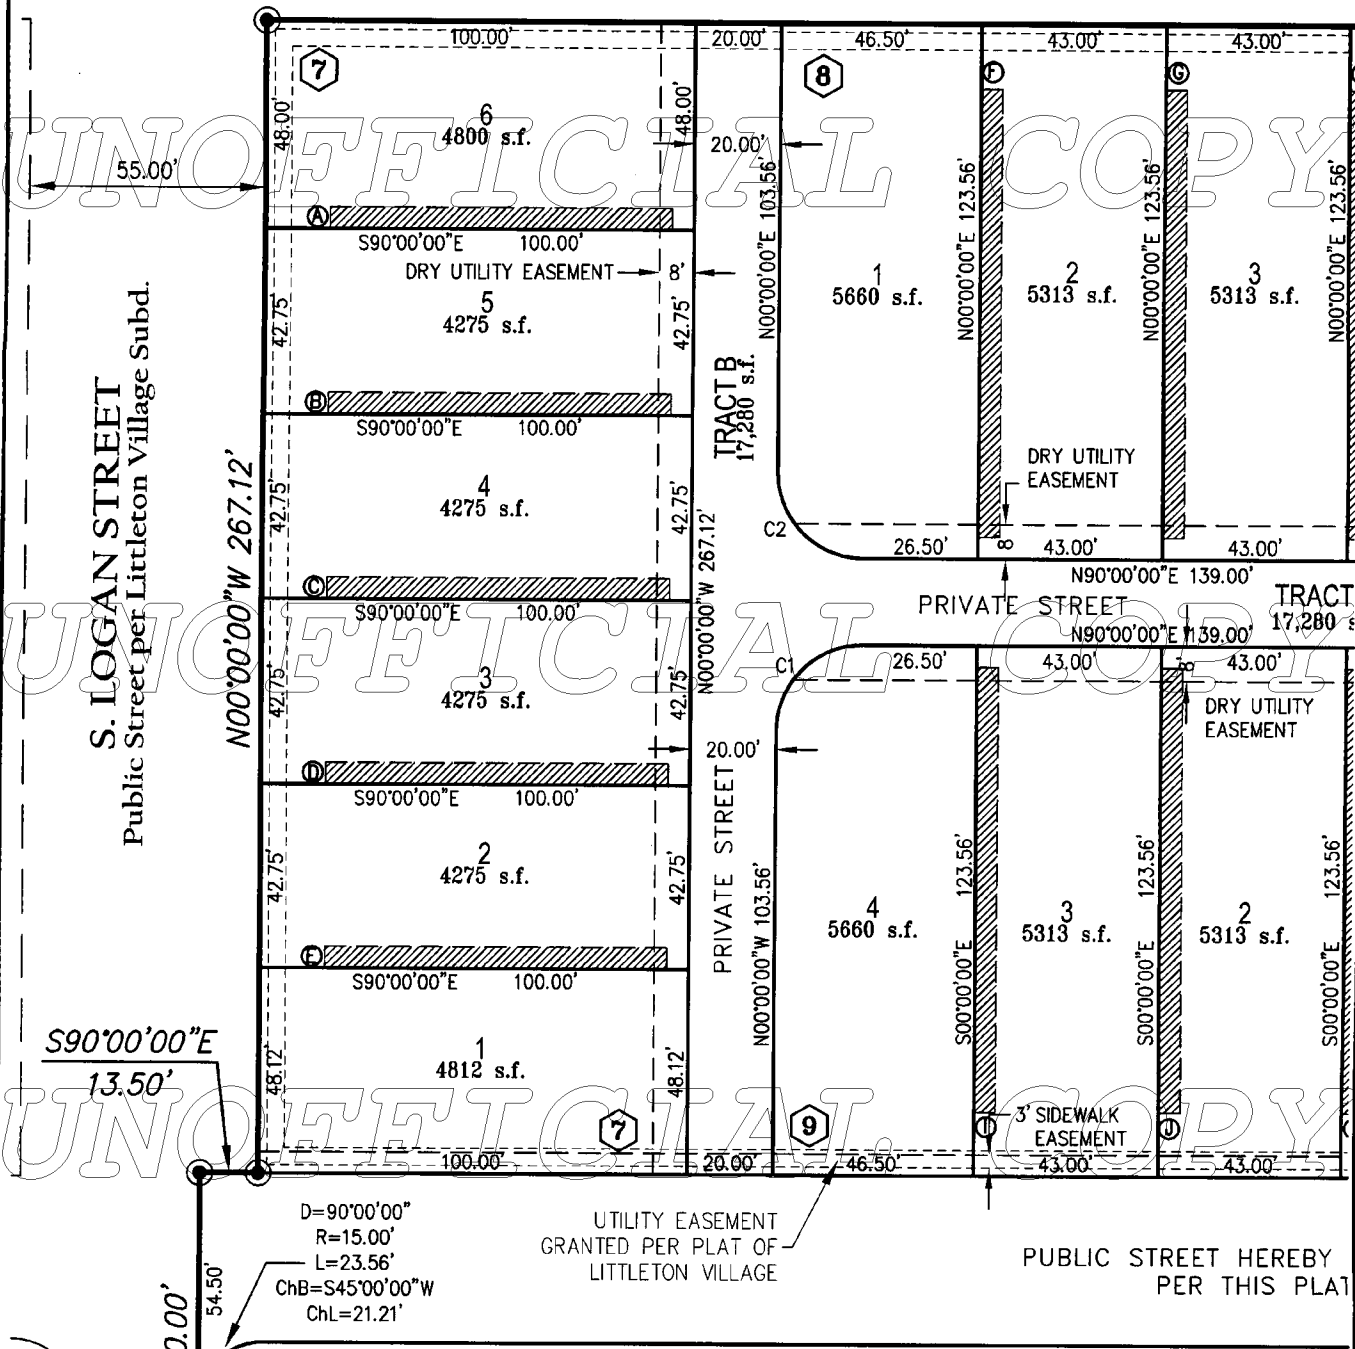 100.00'
20.00'
46.50'
43.00'
43.00'
7
8
F
G
48.00'
6
4800 s.f.
48.00'
20.00'
UNOFFICIAL COPY
55.00'
N00°00'00"E 103.56'
N00°00'00"E 123.56'
N00°00'00"E 123.56'
N00°00'00"E 123.56'
A
S90°00'00"E 100.00'
DRY UTILITY EASEMENT
8'
1
5660 s.f.
2
5313 s.f.
3
5313 s.f.
42.75'
5
4275 s.f.
42.75'
TRACT B
17,280 s.f.
B
S90°00'00"E 100.00'
S. LOGAN STREET
Public Street per Littleton Village Subd.
N00°00'00"W 267.12'
42.75'
4
4275 s.f.
42.75'
N00°00'00"W 267.12'
DRY UTILITY
EASEMENT
C2
26.50'
8
43.00'
43.00'
N90°00'00"E 139.00'
C
S90°00'00"E 100.00'
PRIVATE STREET
TRACT
17,280 s
UNOFFICIAL COPY
N90°00'00"E 139.00'
C1
26.50'
43.00'
8'
43.00'
42.75'
3
4275 s.f.
42.75'
DRY UTILITY
EASEMENT
20.00'
D
S90°00'00"E 100.00'
PRIVATE STREET
42.75'
2
4275 s.f.
42.75'
N00°00'00"W 103.56'
4
5660 s.f.
S00°00'00"E 123.56'
3
5313 s.f.
S00°00'00"E 123.56'
2
5313 s.f.
S00°00'00"E 123.56'
E
S90°00'00"E 100.00'
S90°00'00"E
13.50'
48.12'
1
4812 s.f.
48.12'
UNOFFICIAL COPY
7
9
I
3' SIDEWALK
EASEMENT
J
100.00'
20.00'
46.50'
43.00'
43.00'
D=90°00'00"
R=15.00'
L=23.56'
ChB=S45°00'00"W
ChL=21.21'
54.50'
0.00'
UTILITY EASEMENT
GRANTED PER PLAT OF
LITTLETON VILLAGE
PUBLIC STREET HEREBY
PER THIS PLAT